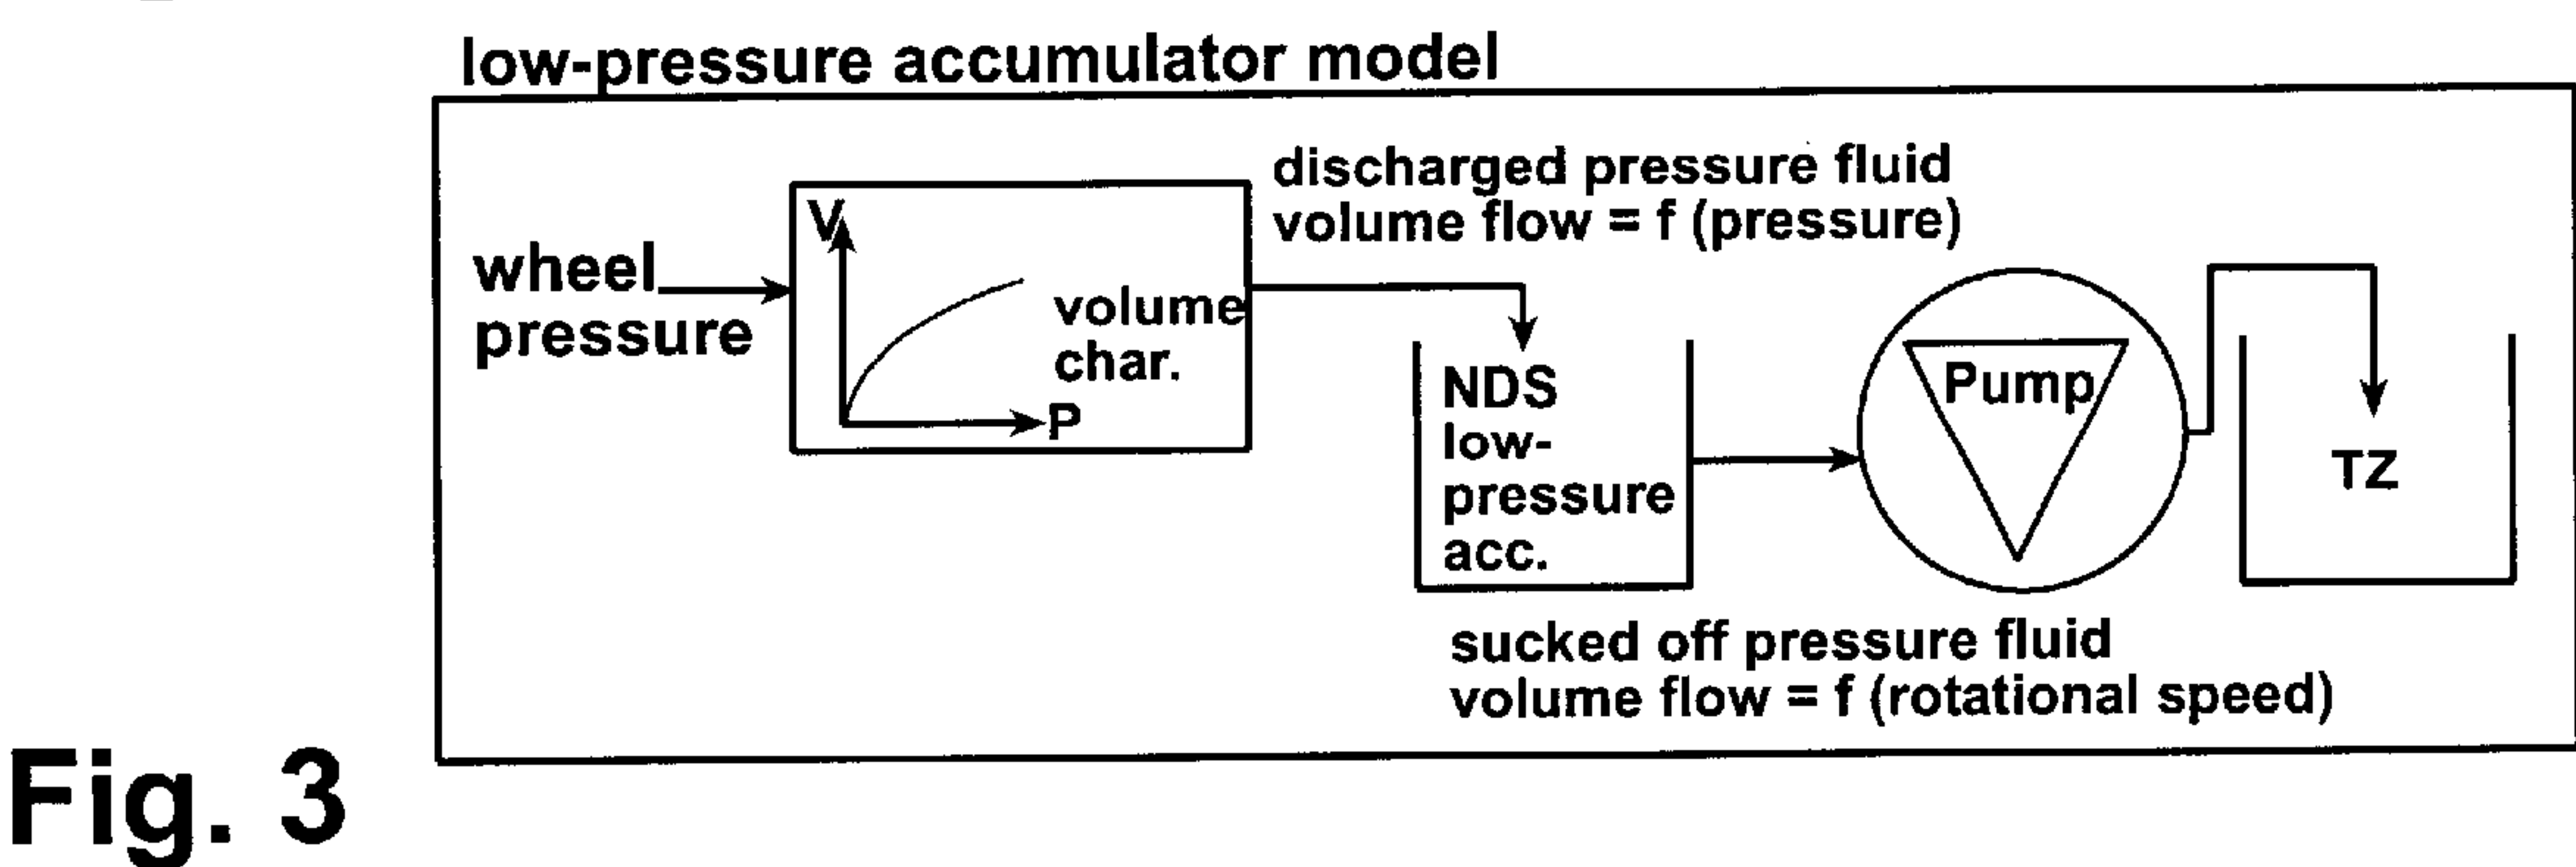 low-pressure accumulator model
discharged pressure fluid
volume flow = f (pressure)
V
wheel
pressure
volume
char.
P
NDS
low-
pressure
acc.
Pump
TZ
sucked off pressure fluid
volume flow = f (rotational speed)
Fig. 3